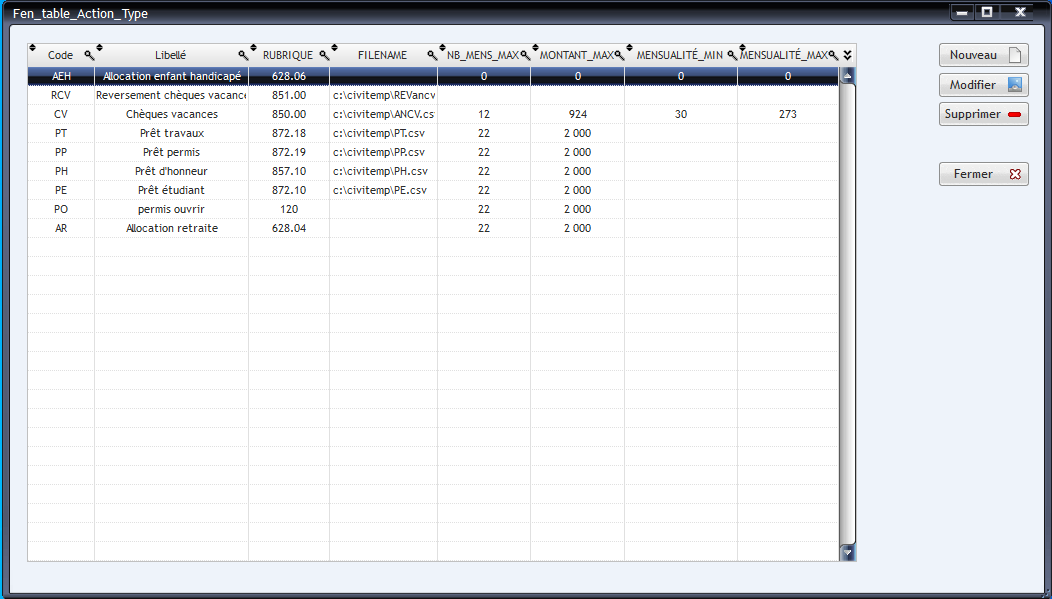 Fen_table_Action_Type
Code Libellé RUBRIQUE FILENAME NB_MENS_MAX MONTANT_MAX MENSUALITÉ_MIN MENSUALITÉ_MAX
AEH Allocation enfant handicapé 628.06 0 0 0 0
RCV Reversement chèques vacance 851.00 c:\civitemp\REVancv
CV Chèques vacances 850.00 c:\civitemp\ANCV.cs 12 924 30 273
PT Prêt travaux 872.18 c:\civitemp\PT.csv 22 2 000
PP Prêt permis 872.19 c:\civitemp\PP.csv 22 2 000
PH Prêt d'honneur 857.10 c:\civitemp\PH.csv 22 2 000
PE Prêt étudiant 872.10 c:\civitemp\PE.csv 22 2 000
PO permis ouvrir 120 22 2 000
AR Allocation retraite 628.04 22 2 000
Nouveau
Modifier
Supprimer
Fermer